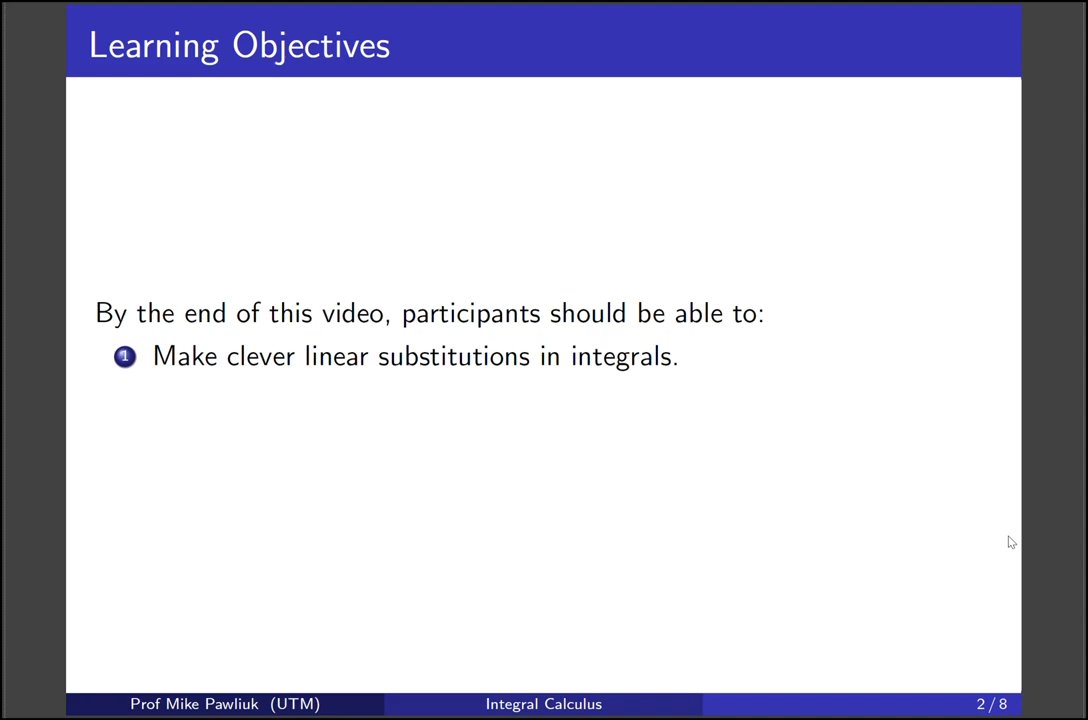 Learning Objectives
By the end of this video, participants should be able to:
1 Make clever linear substitutions in integrals.
Prof Mike Pawliuk (UTM) Integral Calculus 2 / 8